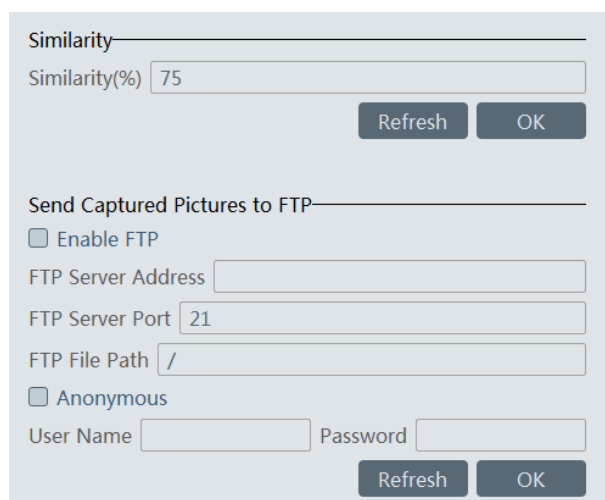 Similarity
Similarity(%) 75
Refresh OK
Send Captured Pictures to FTP
Enable FTP
FTP Server Address
FTP Server Port 21
FTP File Path /
Anonymous
User Name Password
Refresh OK